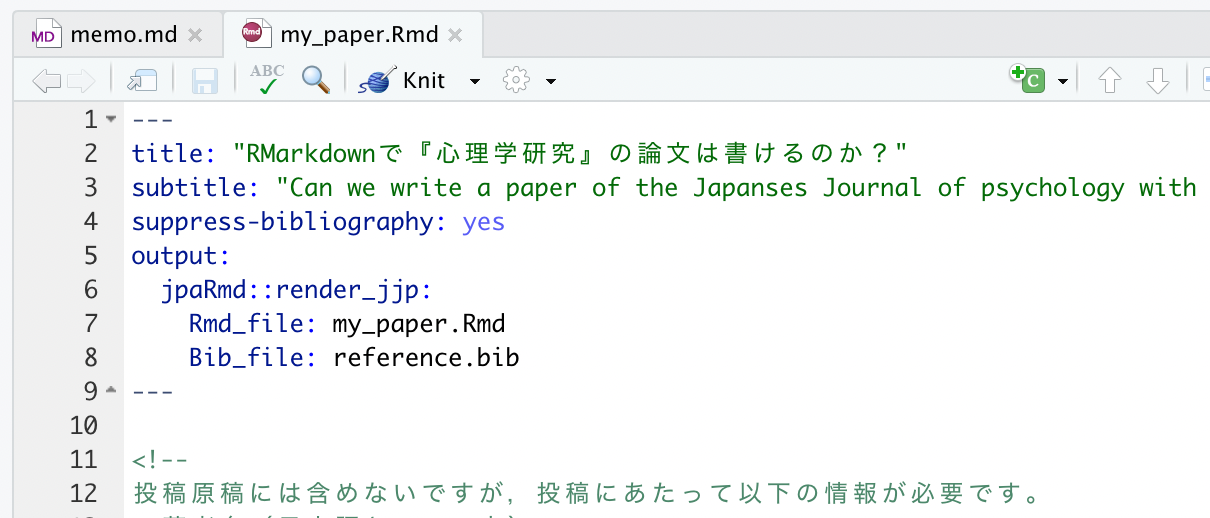 MD memo.md × Rmd my_paper.Rmd ×
ABC Knit C
1 ---
2 title: "RMarkdownで『心理学研究』の論文は書けるのか？"
3 subtitle: "Can we write a paper of the Japanses Journal of psychology with
4 suppress-bibliography: yes
5 output:
6 jpaRmd::render_jjp:
7 Rmd_file: my_paper.Rmd
8 Bib_file: reference.bib
9 ---
10
11 <!--
12 投稿原稿には含めないですが，投稿にあたって以下の情報が必要です。